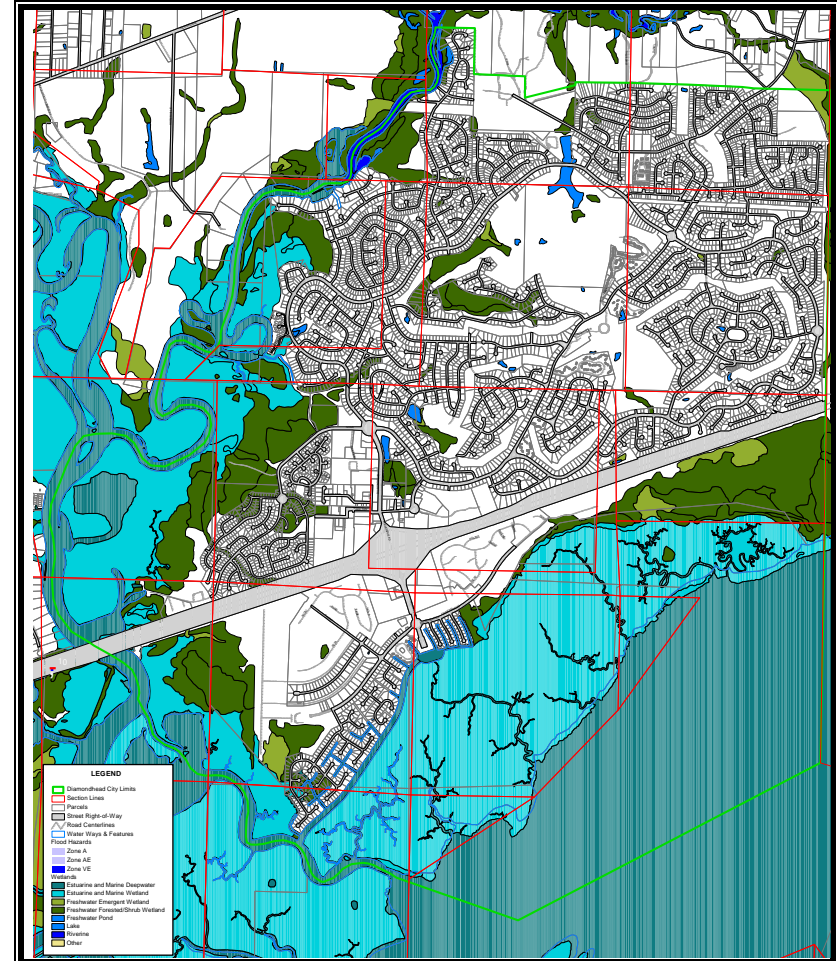 10
LEGEND
Diamondhead City Limits
Section Lines
Parcels
Street Right-of-Way
Road Centerlines
Water Ways & Features
Flood Hazards
Zone A
Zone AE
Zone VE
Wetlands
Estuarine and Marine Deepwater
Estuarine and Marine Wetland
Freshwater Emergent Wetland
Freshwater Forested/Shrub Wetland
Freshwater Pond
Lake
Riverine
Other